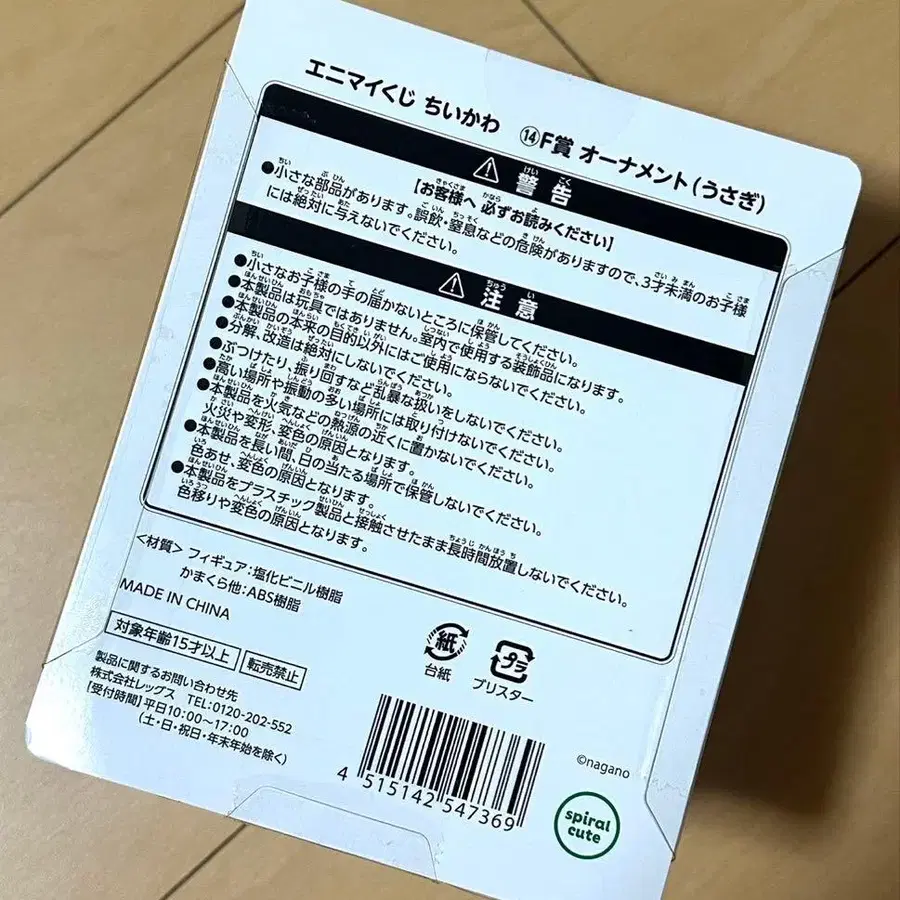 エニマイくじ ちいかわ ⑭F賞 オーナメント(うさぎ)
⚠ 警告
【お客様へ 必ずお読みください】
●小さな部品があります。誤飲・窒息などの危険がありますので、3才未満のお子様
には絶対に与えないでください。
⚠ 注意
●小さなお子様の手の届かないところに保管してください。
●本製品は玩具ではありません。室内で使用する装飾品になります。
●本製品の本来の目的以外にはご使用にならないでください。
●分解、改造は絶対にしないでください。
●ぶつけたり、振り回すなど乱暴な扱いをしないでください。
●高い場所や振動の多い場所には取り付けないでください。
●本製品を火気などの熱源の近くに置かないでください。
火災や変形、変色の原因となります。
●本製品を長い間、日の当たる場所で保管しないでください。
色あせ、変色の原因となります。
●本製品をプラスチック製品と接触させたまま長時間放置しないでください。
色移りや変色の原因となります。
<材質> フィギュア:塩化ビニル樹脂
かまくら他:ABS樹脂
MADE IN CHINA
対象年齢15才以上 転売禁止
製品に関するお問い合わせ先
株式会社レッグス TEL:0120-202-552
【受付時間】平日10:00〜17:00
(土・日・祝日・年末年始を除く)
紙
台紙
プラ
ブリスター
4 515142 547369
©nagano
spiral
cute